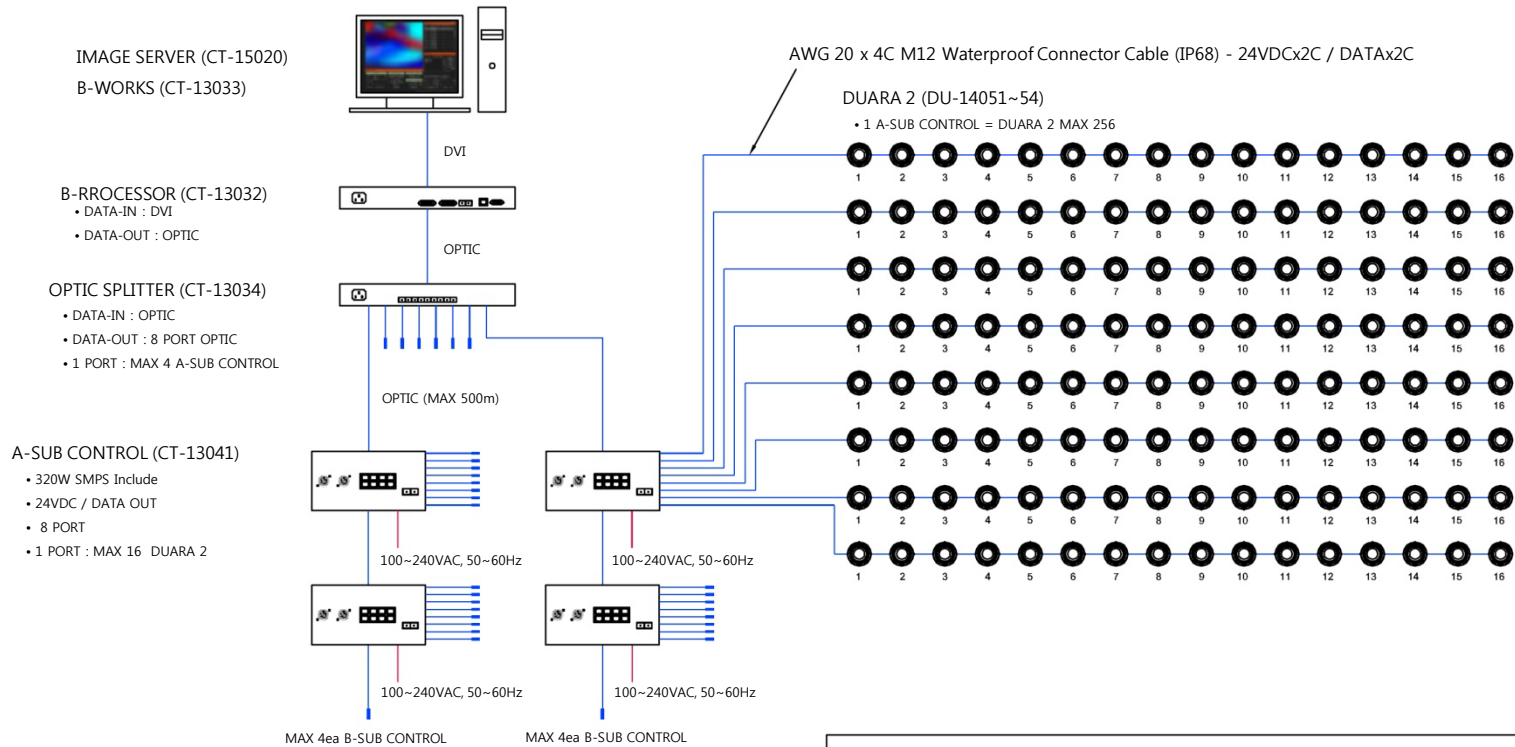 IMAGE SERVER (CT-15020)
B-WORKS (CT-13033)
DVI
B-RROCESSOR (CT-13032)
• DATA-IN : DVI
• DATA-OUT : OPTIC
OPTIC
OPTIC SPLITTER (CT-13034)
• DATA-IN : OPTIC
• DATA-OUT : 8 PORT OPTIC
• 1 PORT : MAX 4 A-SUB CONTROL
OPTIC (MAX 500m)
A-SUB CONTROL (CT-13041)
• 320W SMPS Include
• 24VDC / DATA OUT
• 8 PORT
• 1 PORT : MAX 16 DUARA 2
100~240VAC, 50~60Hz
100~240VAC, 50~60Hz
100~240VAC, 50~60Hz
100~240VAC, 50~60Hz
MAX 4ea B-SUB CONTROL
MAX 4ea B-SUB CONTROL
AWG 20 x 4C M12 Waterproof Connector Cable (IP68) - 24VDCx2C / DATAx2C
DUARA 2 (DU-14051~54)
• 1 A-SUB CONTROL = DUARA 2 MAX 256
1 2 3 4 5 6 7 8 9 10 11 12 13 14 15 16
1 2 3 4 5 6 7 8 9 10 11 12 13 14 15 16
1 2 3 4 5 6 7 8 9 10 11 12 13 14 15 16
1 2 3 4 5 6 7 8 9 10 11 12 13 14 15 16
1 2 3 4 5 6 7 8 9 10 11 12 13 14 15 16
1 2 3 4 5 6 7 8 9 10 11 12 13 14 15 16
1 2 3 4 5 6 7 8 9 10 11 12 13 14 15 16
1 2 3 4 5 6 7 8 9 10 11 12 13 14 15 16